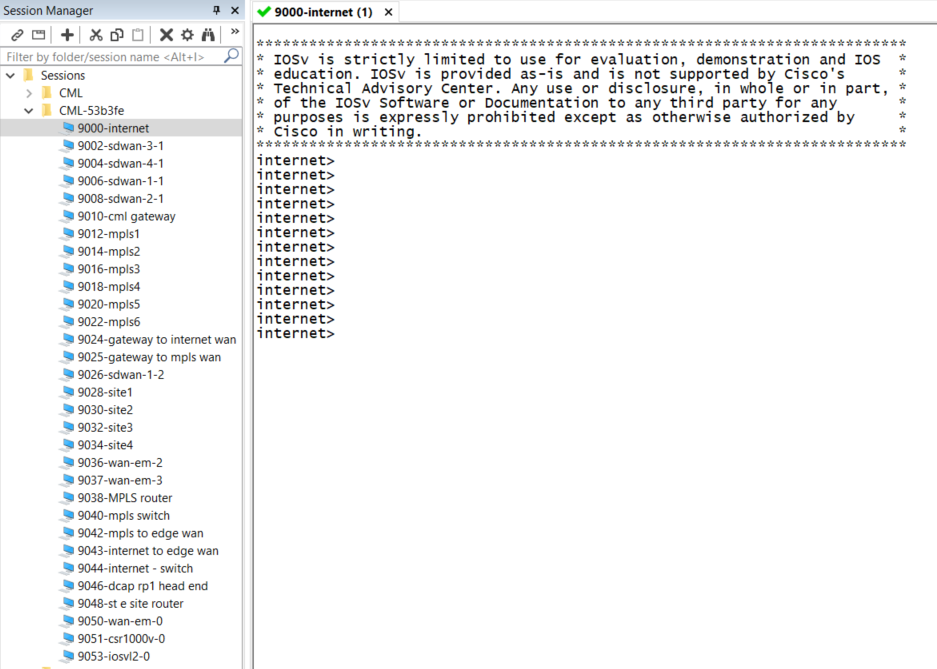 Session Manager
Filter by folder/session name <Alt+I>
Sessions
CML
CML-53b3fe
9000-internet
9002-sdwan-3-1
9004-sdwan-4-1
9006-sdwan-1-1
9008-sdwan-2-1
9010-cml gateway
9012-mpls1
9014-mpls2
9016-mpls3
9018-mpls4
9020-mpls5
9022-mpls6
9024-gateway to internet wan
9025-gateway to mpls wan
9026-sdwan-1-2
9028-site1
9030-site2
9032-site3
9034-site4
9036-wan-em-2
9037-wan-em-3
9038-MPLS router
9040-mpls switch
9042-mpls to edge wan
9043-internet to edge wan
9044-internet - switch
9046-dcap rp1 head end
9048-st e site router
9050-wan-em-0
9051-csr1000v-0
9053-iosvl2-0
9000-internet (1)
**************************************************************************
* IOSv is strictly limited to use for evaluation, demonstration and IOS  *
* education. IOSv is provided as-is and is not supported by Cisco's      *
* Technical Advisory Center. Any use or disclosure, in whole or in part, *
* of the IOSv Software or Documentation to any third party for any       *
* purposes is expressly prohibited except as otherwise authorized by     *
* Cisco in writing.                                                      *
**************************************************************************
internet>
internet>
internet>
internet>
internet>
internet>
internet>
internet>
internet>
internet>
internet>
internet>
internet>